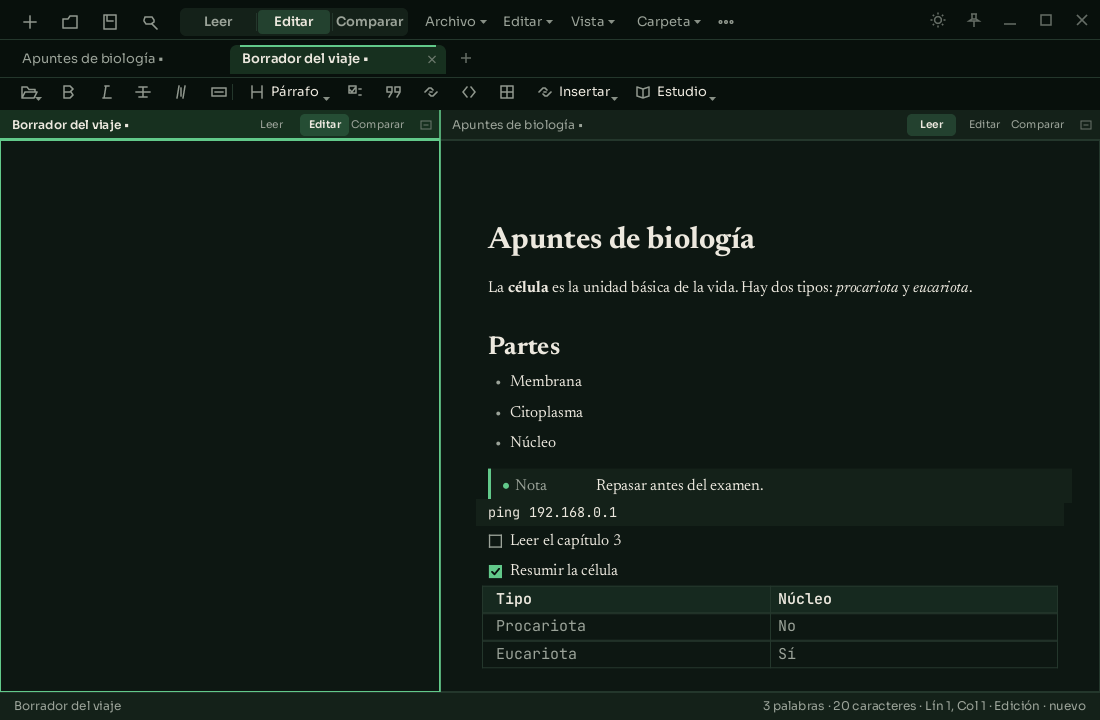 Leer Editar Comparar Archivo Editar Vista Carpeta
Apuntes de biología •
Borrador del viaje •
Párrafo Insertar Estudio
Borrador del viaje • Leer Editar Comparar
Apuntes de biología • Leer Editar Comparar
Apuntes de biología
La célula es la unidad básica de la vida. Hay dos tipos: procariota y eucariota.
Partes
• Membrana
• Citoplasma
• Núcleo
• Nota Repasar antes del examen.
ping 192.168.0.1
Leer el capítulo 3
Resumir la célula
Tipo Núcleo
Procariota No
Eucariota Sí
Borrador del viaje
3 palabras · 20 caracteres · Lín 1, Col 1 · Edición · nuevo